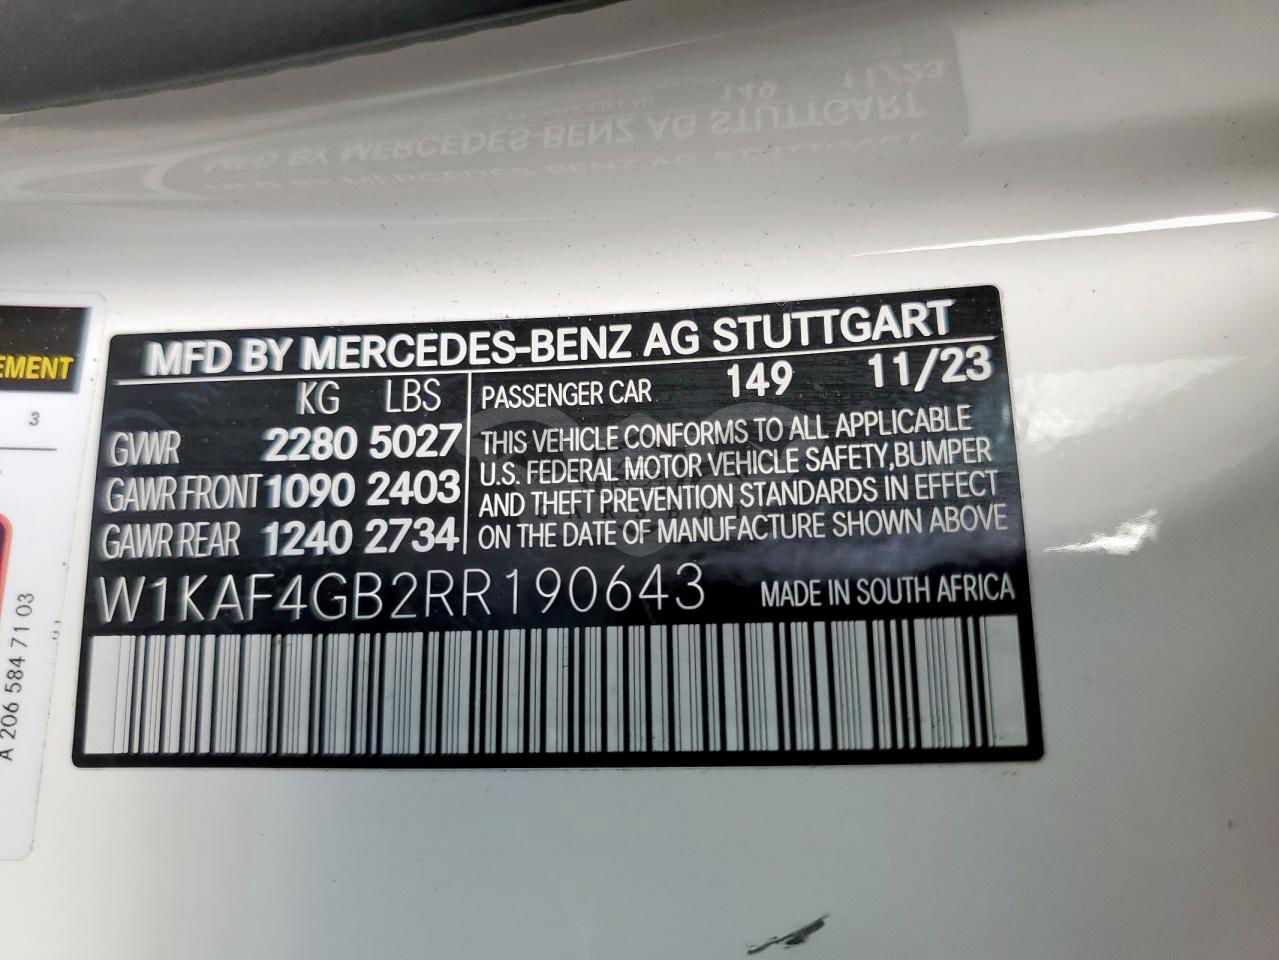 MFD BY MERCEDES-BENZ AG STUTTGART
KG LBS
GVWR 2280 5027
GAWR FRONT 1090 2403
GAWR REAR 1240 2734
PASSENGER CAR 149 11/23
THIS VEHICLE CONFORMS TO ALL APPLICABLE
U.S. FEDERAL MOTOR VEHICLE SAFETY,BUMPER
AND THEFT PREVENTION STANDARDS IN EFFECT
ON THE DATE OF MANUFACTURE SHOWN ABOVE
W1KAF4GB2RR190643 MADE IN SOUTH AFRICA
3
A 206 584 71 03